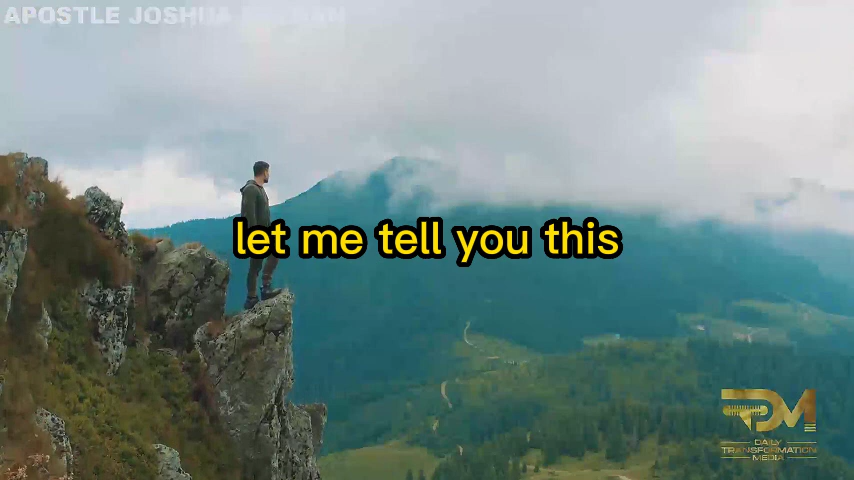 APOSTLE JOSHUA
let me tell you this
DAILY
TRANSFORMATION
MEDIA